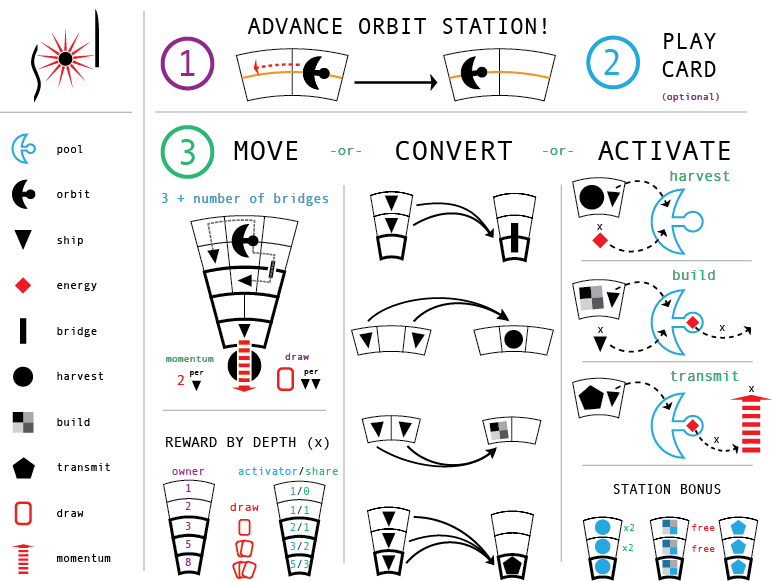 ADVANCE ORBIT STATION!
1
2
PLAY
CARD
(optional)
pool
orbit
ship
energy
bridge
harvest
build
transmit
draw
momentum
3
MOVE -or- CONVERT -or- ACTIVATE
3 + number of bridges
momentum
2 per
draw
per
harvest
x
build
x
x
transmit
x
x
REWARD BY DEPTH (x)
owner
1
2
3
5
8
draw
activator/share
1/0
1/1
2/1
3/2
5/3
STATION BONUS
x2
x2
free
free